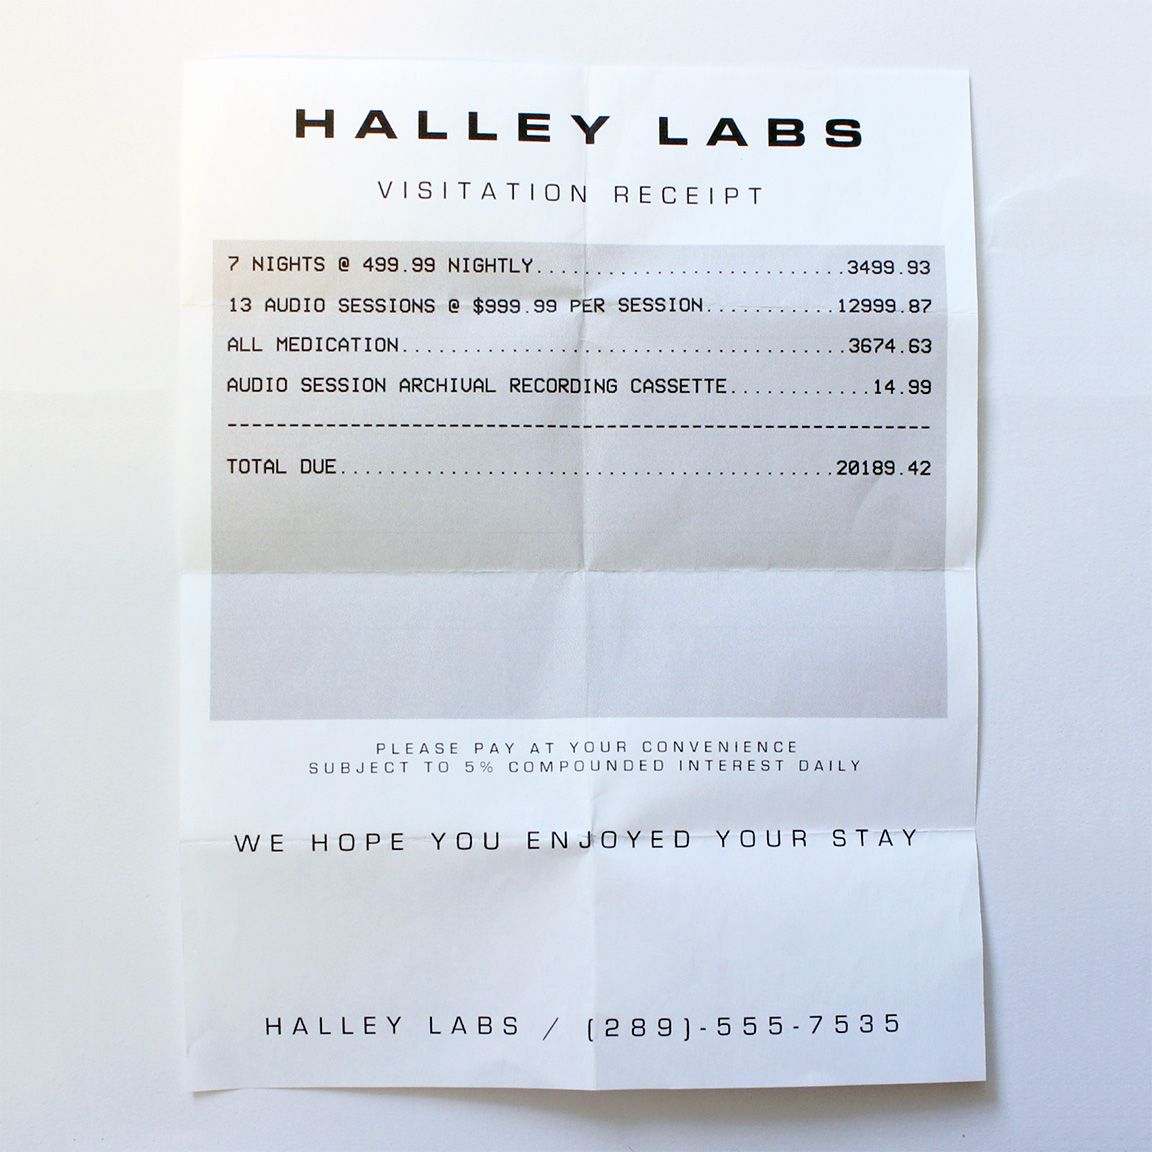 HALLEY LABS
VISITATION RECEIPT
7 NIGHTS @ 499.99 NIGHTLY..........................3499.93
13 AUDIO SESSIONS @ $999.99 PER SESSION...........12999.87
ALL MEDICATION.....................................3674.63
AUDIO SESSION ARCHIVAL RECORDING CASSETTE............14.99
----------------------------------------------------------
TOTAL DUE.........................................20189.42
PLEASE PAY AT YOUR CONVENIENCE
SUBJECT TO 5% COMPOUNDED INTEREST DAILY
WE HOPE YOU ENJOYED YOUR STAY
HALLEY LABS / (289)-555-7535